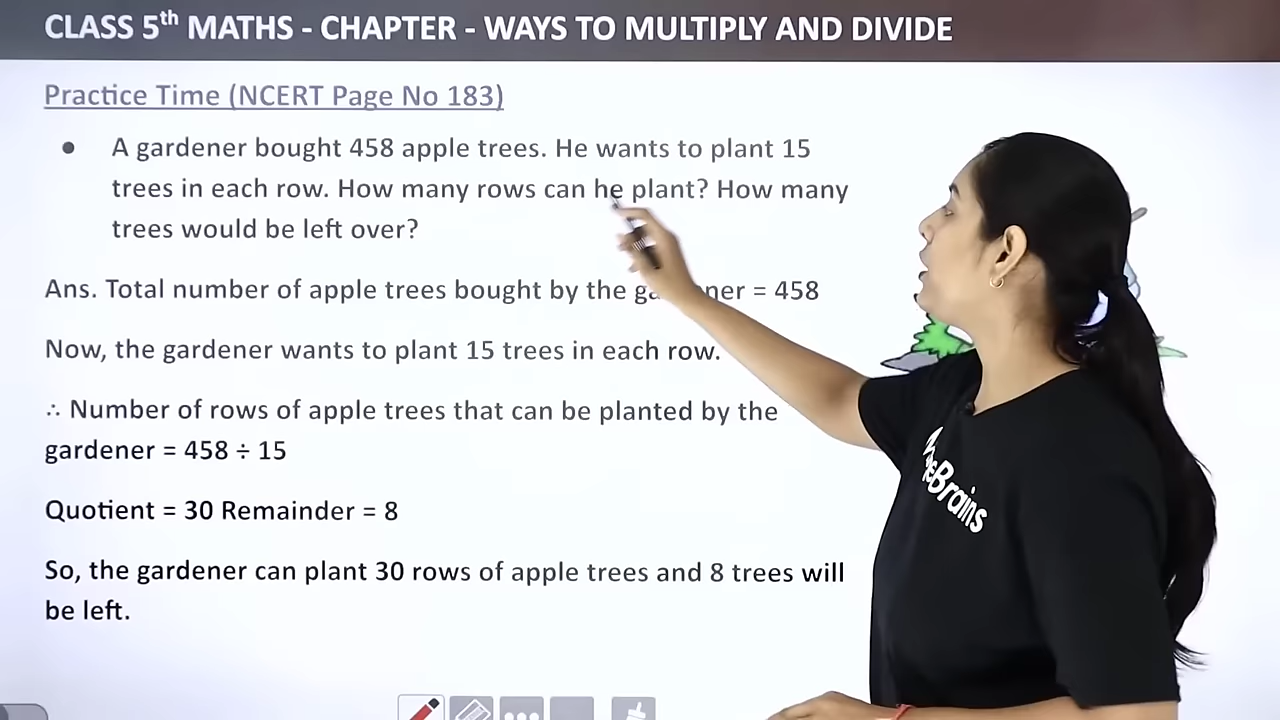 CLASS 5th MATHS - CHAPTER - WAYS TO MULTIPLY AND DIVIDE
Practice Time (NCERT Page No 183)
● A gardener bought 458 apple trees. He wants to plant 15
trees in each row. How many rows can he plant? How many
trees would be left over?
Ans. Total number of apple trees bought by the ga ner = 458
Now, the gardener wants to plant 15 trees in each row.
∴ Number of rows of apple trees that can be planted by the
gardener = 458 ÷ 15
Quotient = 30 Remainder = 8
So, the gardener can plant 30 rows of apple trees and 8 trees will
be left.
Brains